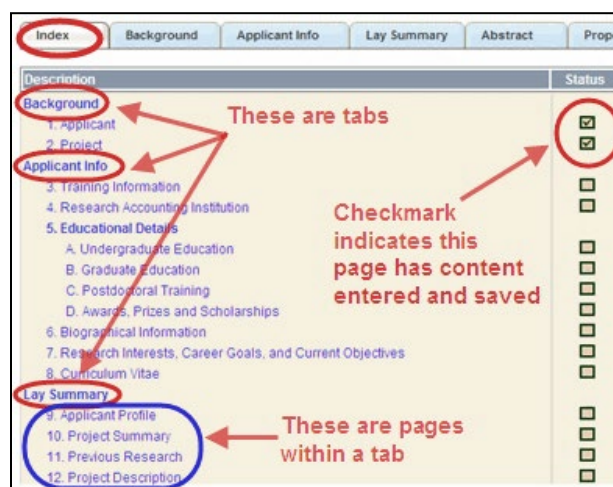 Index Background Applicant Info Lay Summary Abstract Prop
Description Status
Background
1. Applicant
2. Project
Applicant Info
3. Training Information
4. Research Accounting Institution
5. Educational Details
A. Undergraduate Education
B. Graduate Education
C. Postdoctoral Training
D. Awards, Prizes and Scholarships
6. Biographical Information
7. Research Interests, Career Goals, and Current Objectives
8. Curriculum Vitae
Lay Summary
9. Applicant Profile
10. Project Summary
11. Previous Research
12. Project Description
These are tabs
Checkmark
indicates this
page has content
entered and saved
These are pages
within a tab